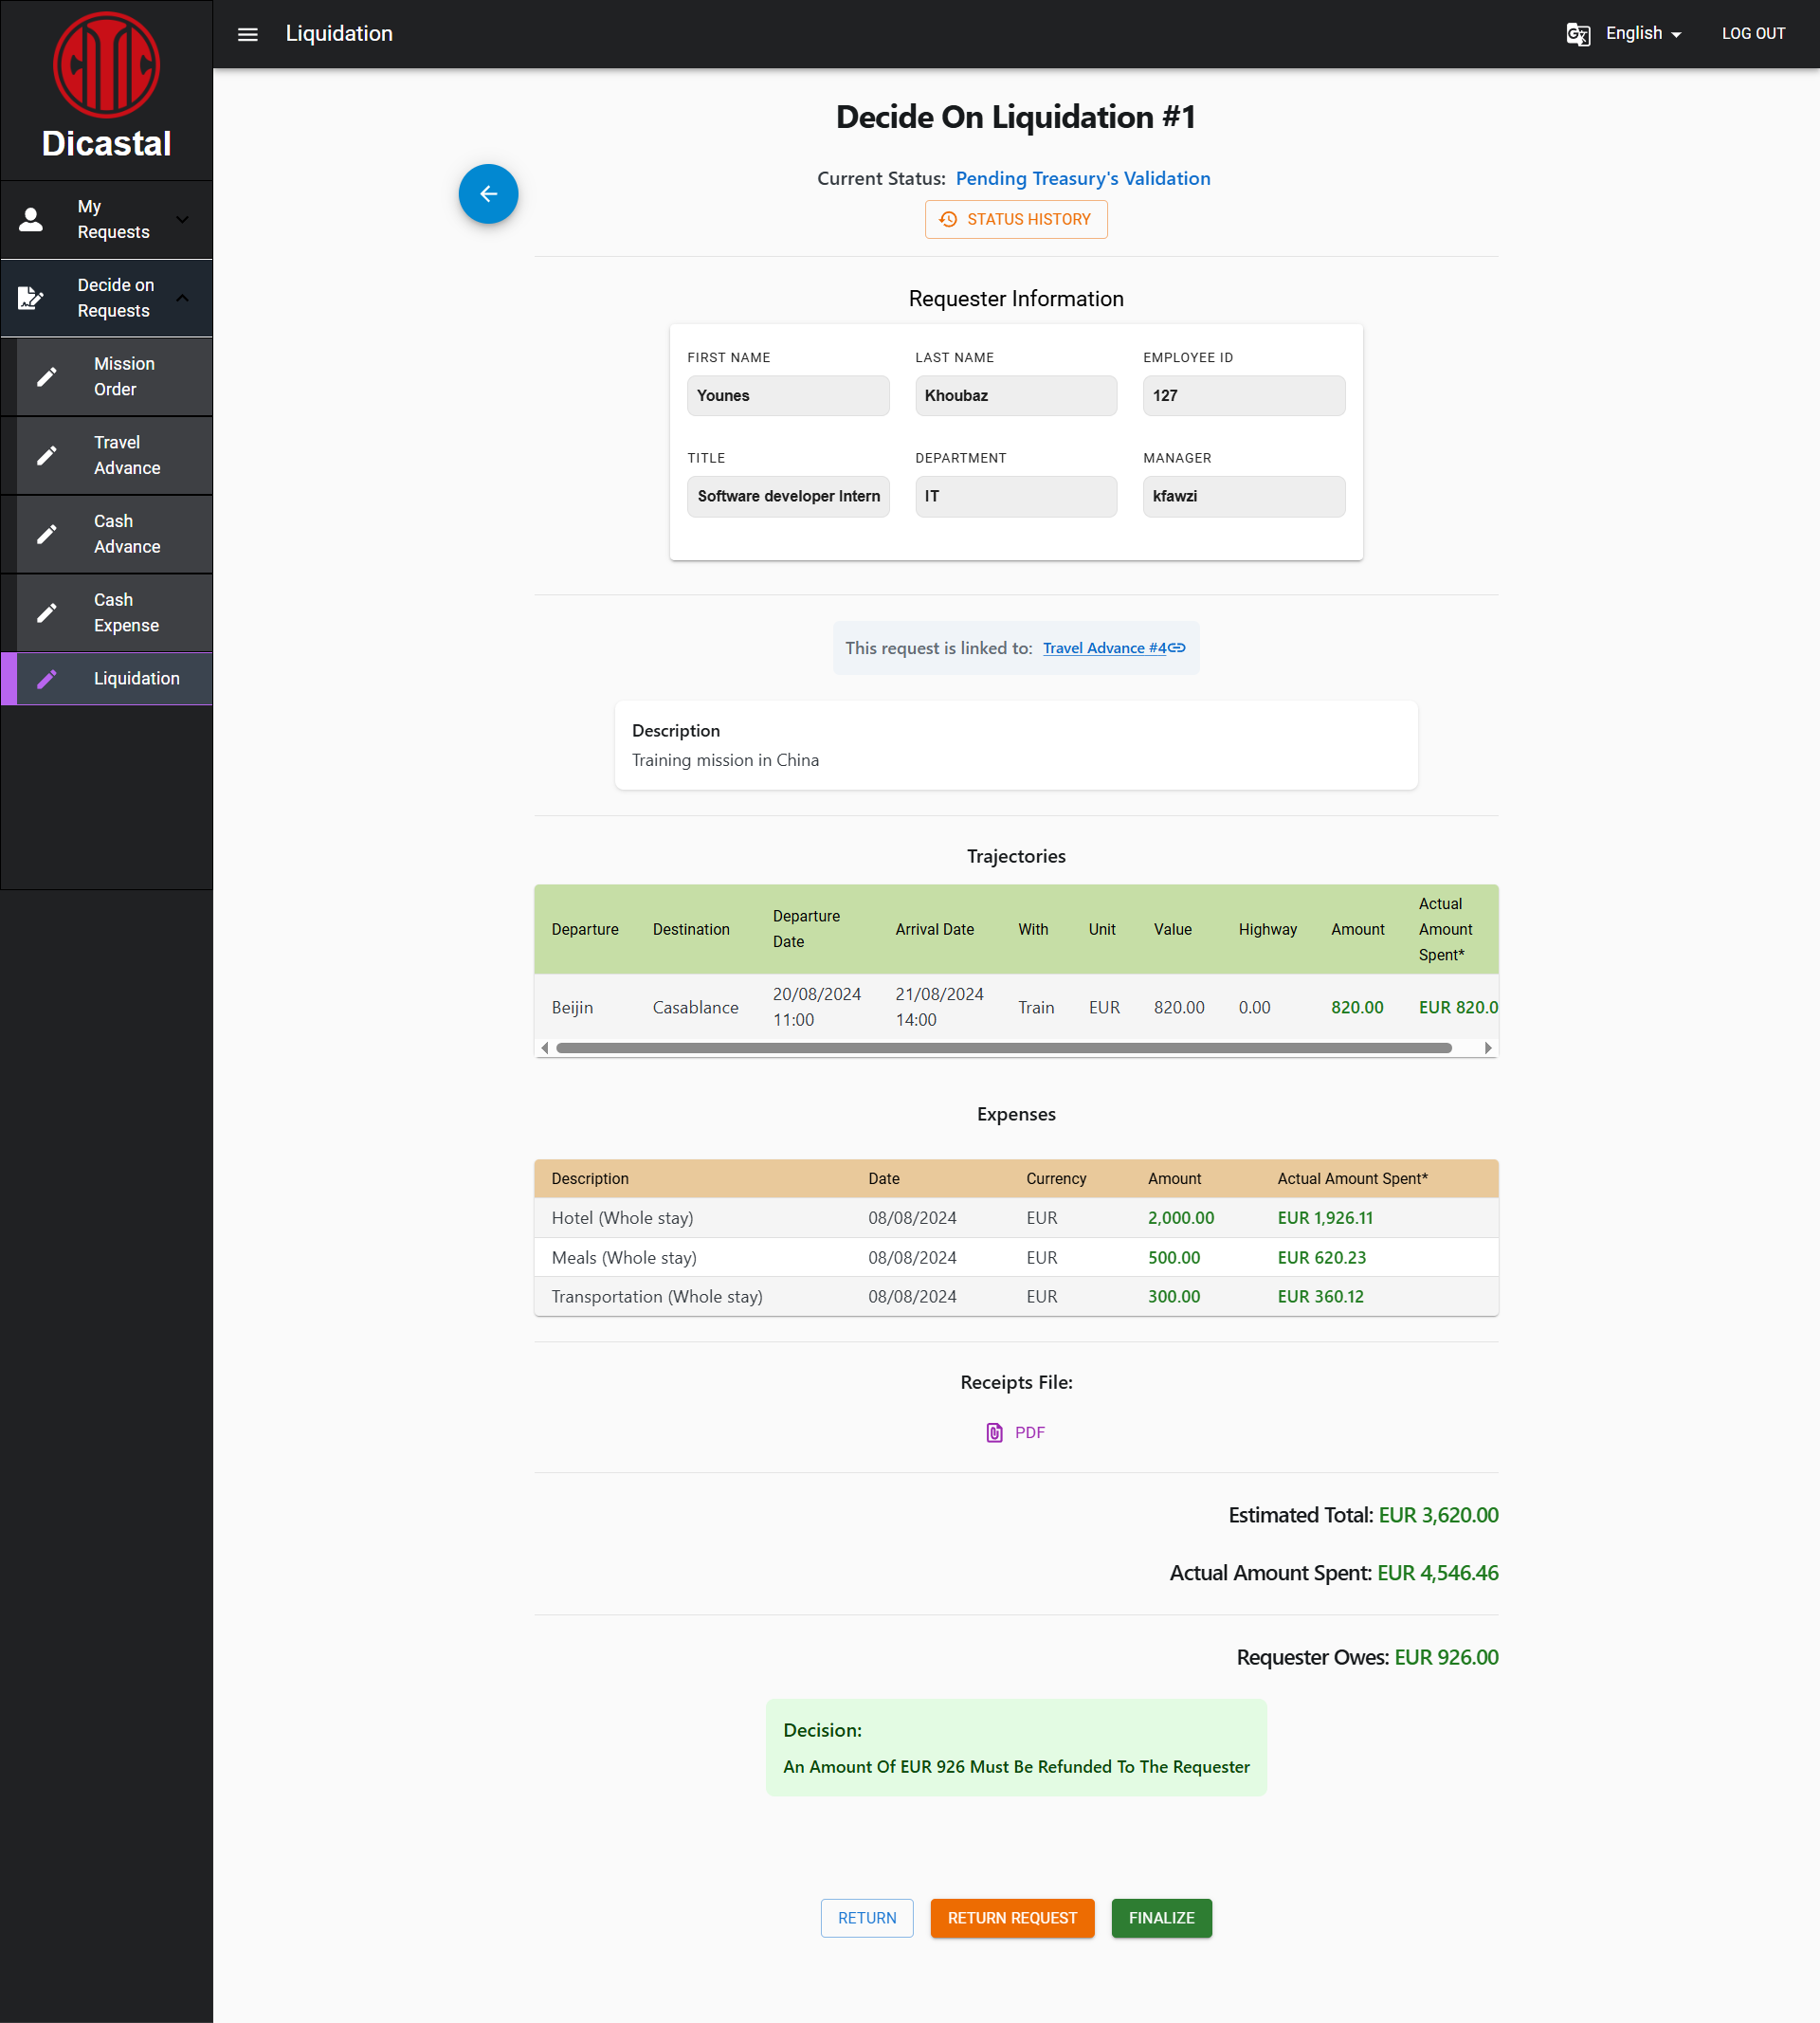 Dicastal
Liquidation
English
LOG OUT
My
Requests
Decide on
Requests
Mission
Order
Travel
Advance
Cash
Advance
Cash
Expense
Liquidation
Decide On Liquidation #1
Current Status: Pending Treasury's Validation
STATUS HISTORY
Requester Information
FIRST NAME LAST NAME EMPLOYEE ID
Younes Khoubaz 127
TITLE DEPARTMENT MANAGER
Software developer Intern IT kfawzi
This request is linked to: Travel Advance #4
Description
Training mission in China
Trajectories
Departure Destination Departure Date Arrival Date With Unit Value Highway Amount Actual Amount Spent*
Beijin Casablance 20/08/2024 11:00 21/08/2024 14:00 Train EUR 820.00 0.00 820.00 EUR 820.0
Expenses
Description Date Currency Amount Actual Amount Spent*
Hotel (Whole stay) 08/08/2024 EUR 2,000.00 EUR 1,926.11
Meals (Whole stay) 08/08/2024 EUR 500.00 EUR 620.23
Transportation (Whole stay) 08/08/2024 EUR 300.00 EUR 360.12
Receipts File:
PDF
Estimated Total: EUR 3,620.00
Actual Amount Spent: EUR 4,546.46
Requester Owes: EUR 926.00
Decision:
An Amount Of EUR 926 Must Be Refunded To The Requester
RETURN RETURN REQUEST FINALIZE